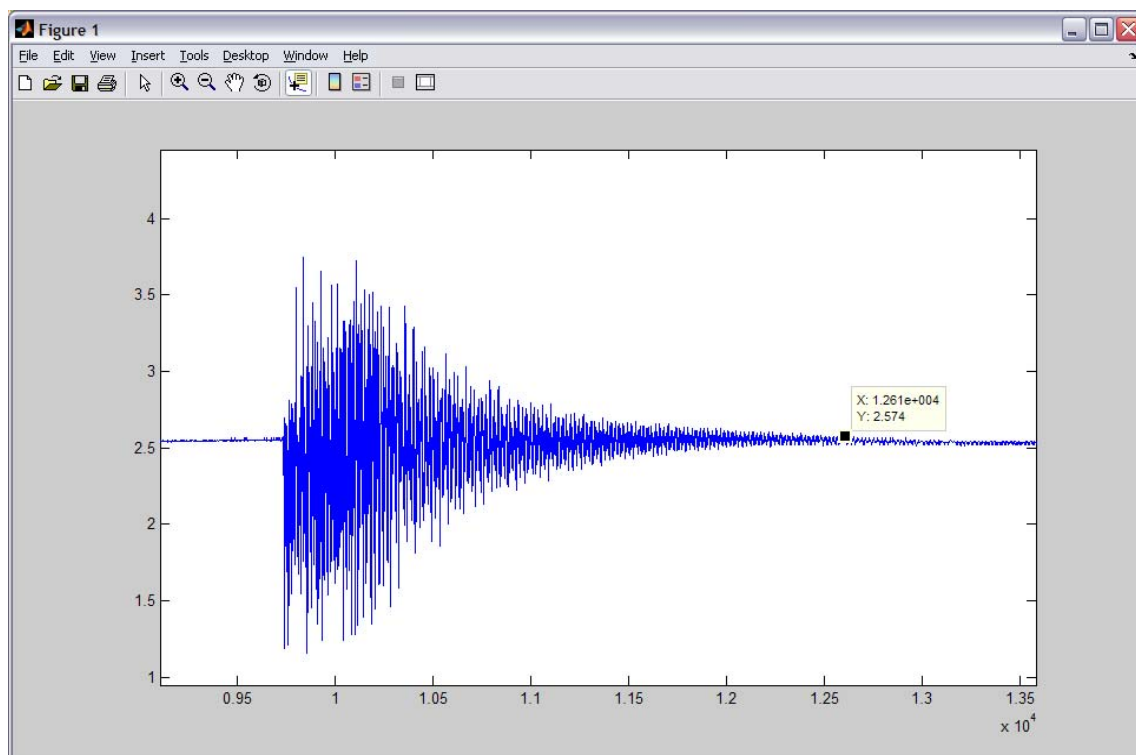 Figure 1
File Edit View Insert Tools Desktop Window Help
4
3.5
3
2.5
2
1.5
1
X: 1.261e+004
Y: 2.574
0.95 1 1.05 1.1 1.15 1.2 1.25 1.3 1.35
x 10⁴